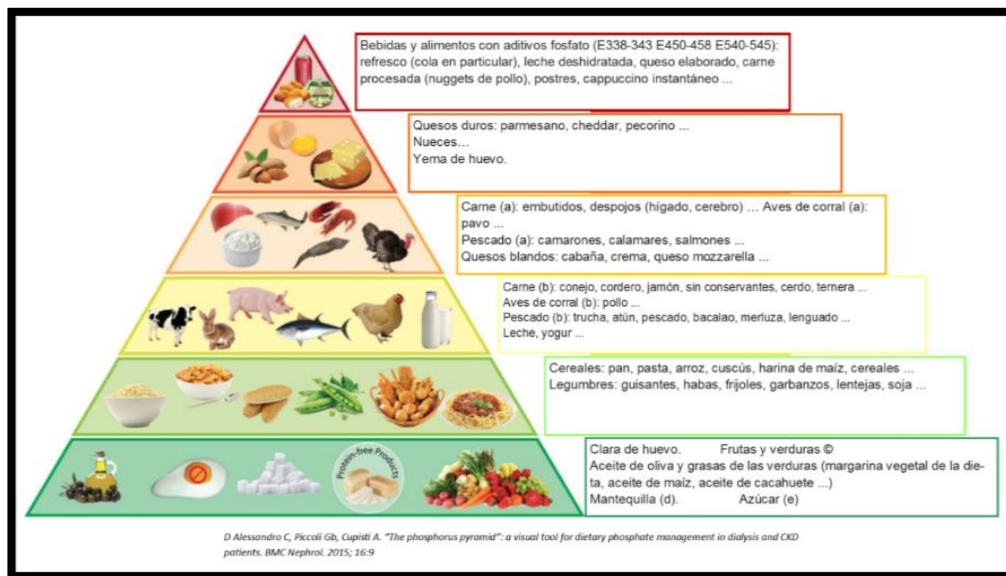 Bebidas y alimentos con aditivos fosfato (E338-343 E450-458 E540-545):
refresco (cola en particular), leche deshidratada, queso elaborado, carne
procesada (nuggets de pollo), postres, cappuccino instantáneo ...
Quesos duros: parmesano, cheddar, pecorino ...
Nueces...
Yema de huevo.
Carne (a): embutidos, despojos (hígado, cerebro) ... Aves de corral (a):
pavo ...
Pescado (a): camarones, calamares, salmones ...
Quesos blandos: cabaña, crema, queso mozzarella ...
Carne (b): conejo, cordero, jamón, sin conservantes, cerdo, ternera ...
Aves de corral (b): pollo ...
Pescado (b): trucha, atún, pescado, bacalao, merluza, lenguado ...
Leche, yogur ...
Cereales: pan, pasta, arroz, cuscús, harina de maíz, cereales ...
Legumbres: guisantes, habas, frijoles, garbanzos, lentejas, soja ...
Protein-free Products
Clara de huevo. Frutas y verduras ©
Aceite de oliva y grasas de las verduras (margarina vegetal de la die-
ta, aceite de maíz, aceite de cacahuete ...)
Mantequilla (d). Azúcar (e)
D Alessandro C, Piccoli Gb, Cupisti A. "The phosphorus pyramid": a visual tool for dietary phosphate management in dialysis and CKD
patients. BMC Nephrol. 2015; 16:9